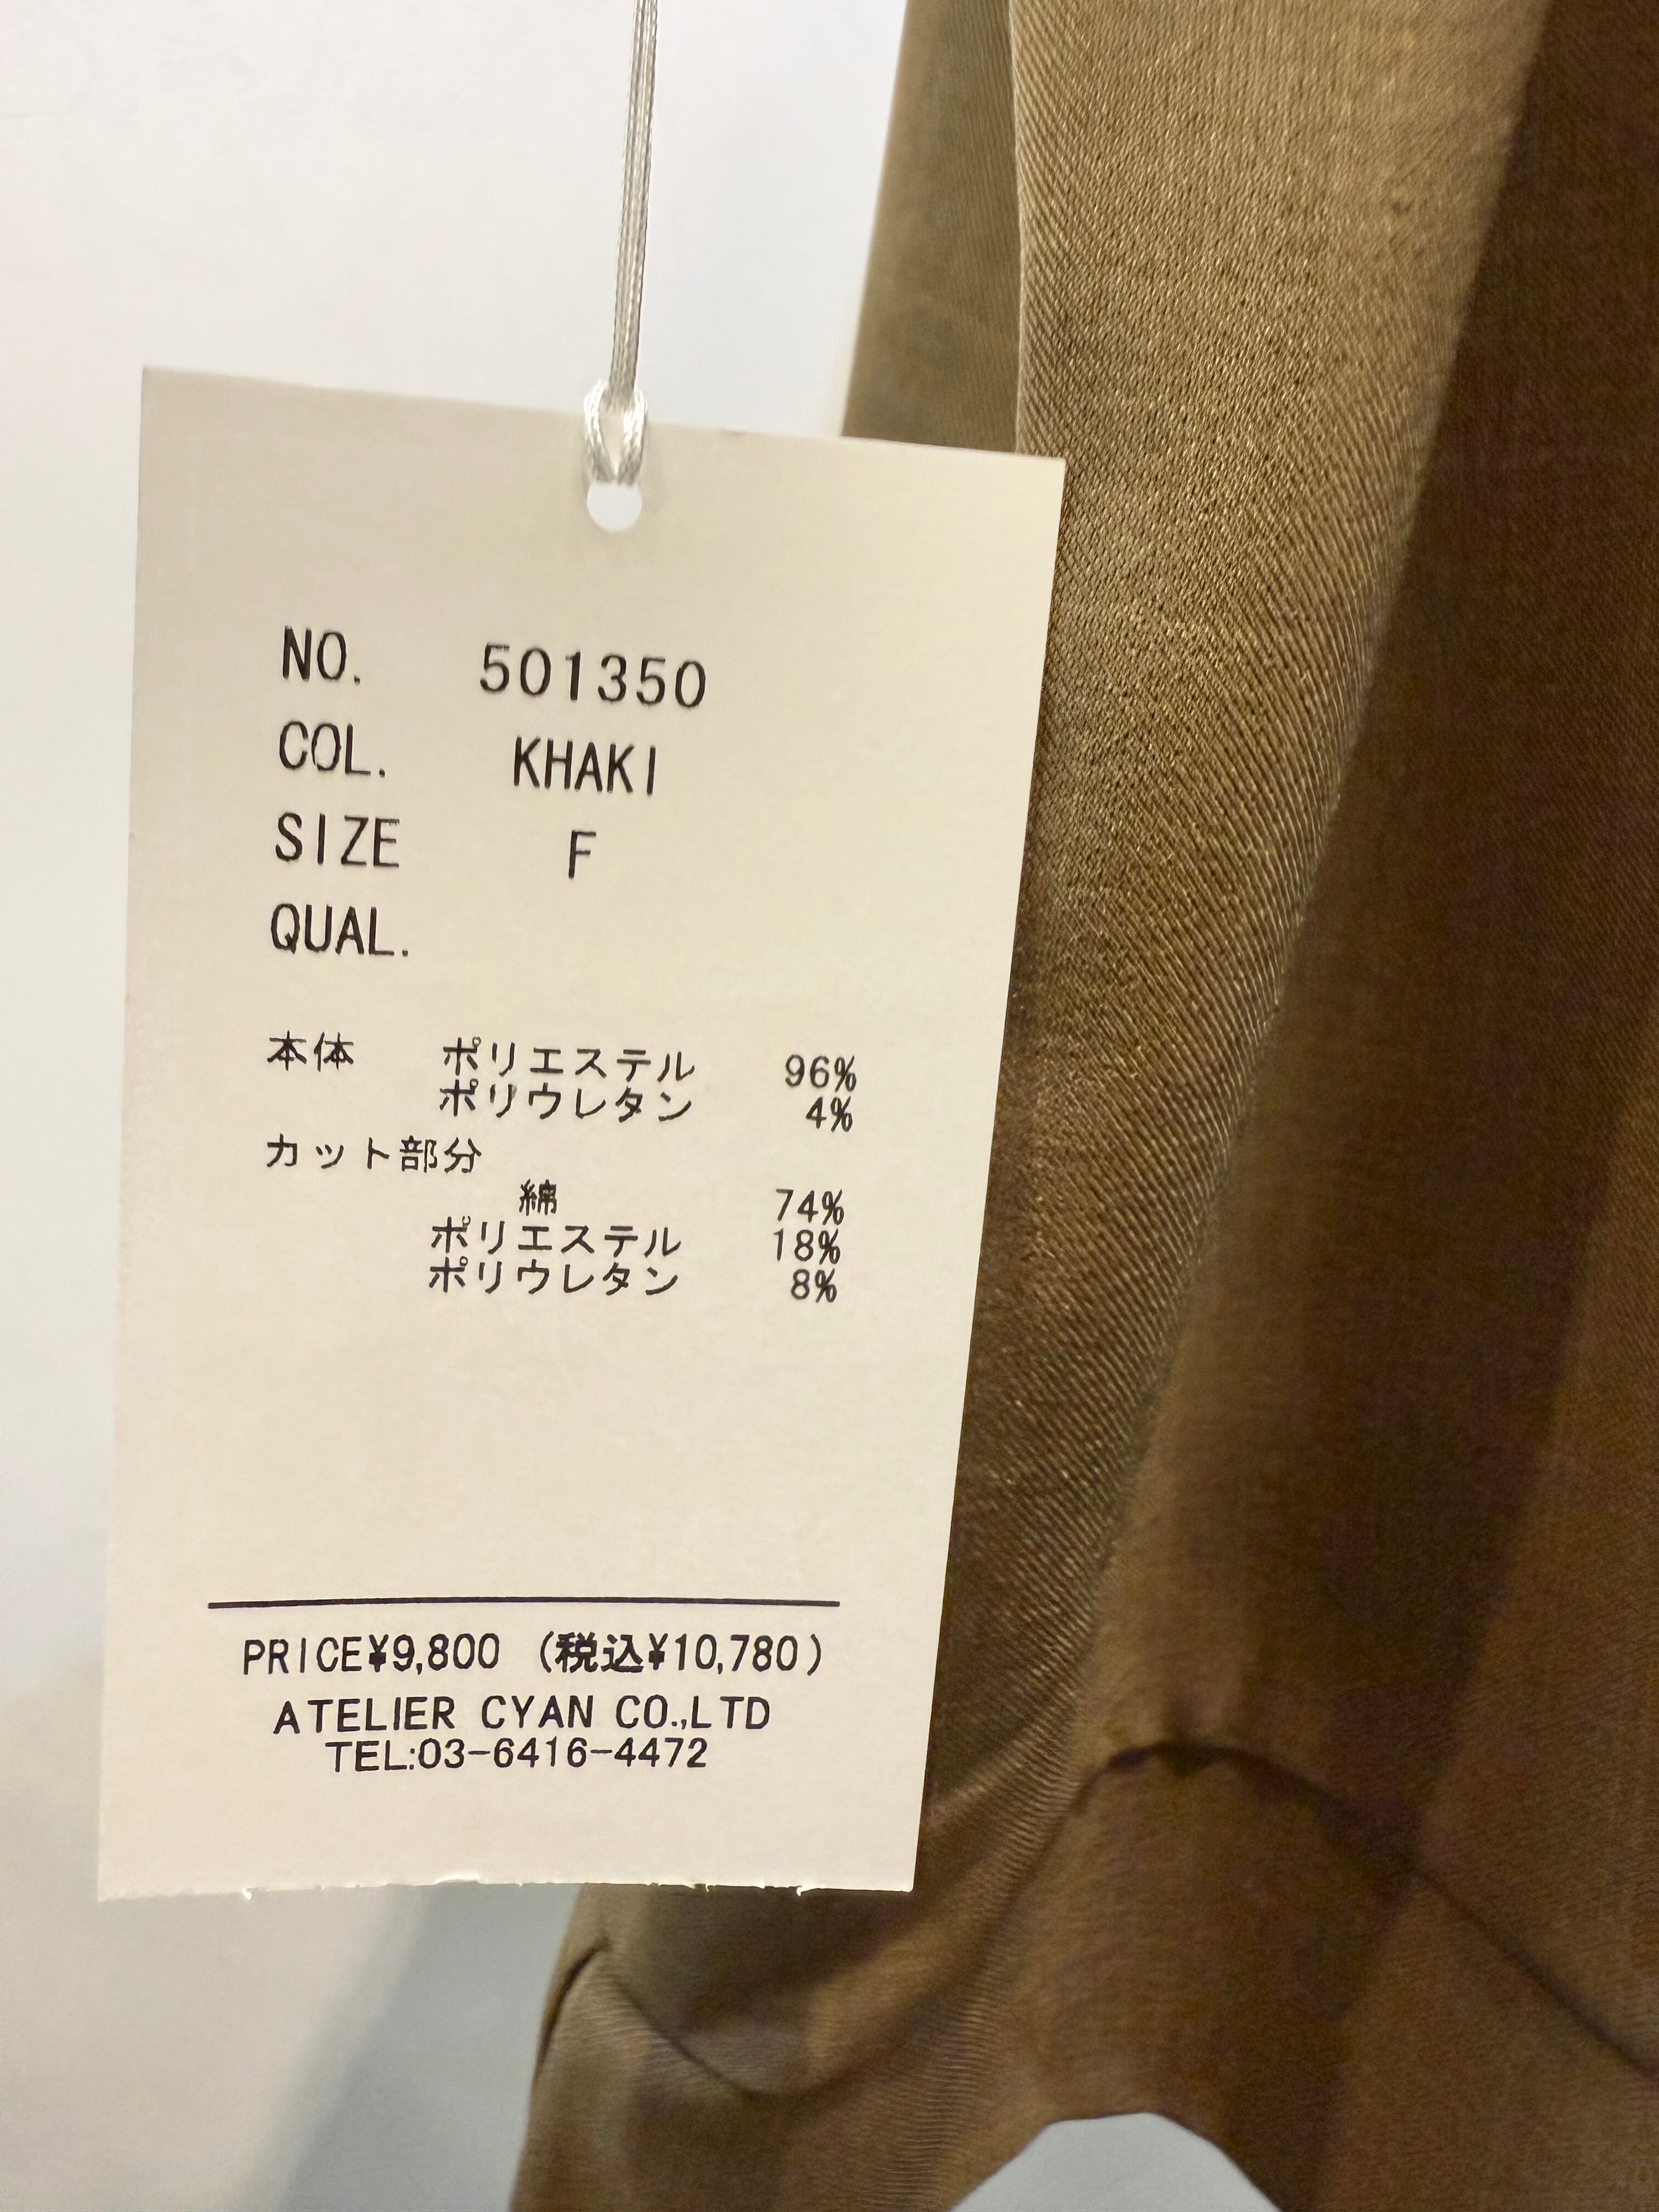 NO. 501350
COL. KHAKI
SIZE F
QUAL.
本体 ポリエステル 96%
ポリウレタン 4%
カット部分
綿 74%
ポリエステル 18%
ポリウレタン 8%
PRICE¥9,800 (税込¥10,780)
ATELIER CYAN CO.,LTD
TEL:03-6416-4472